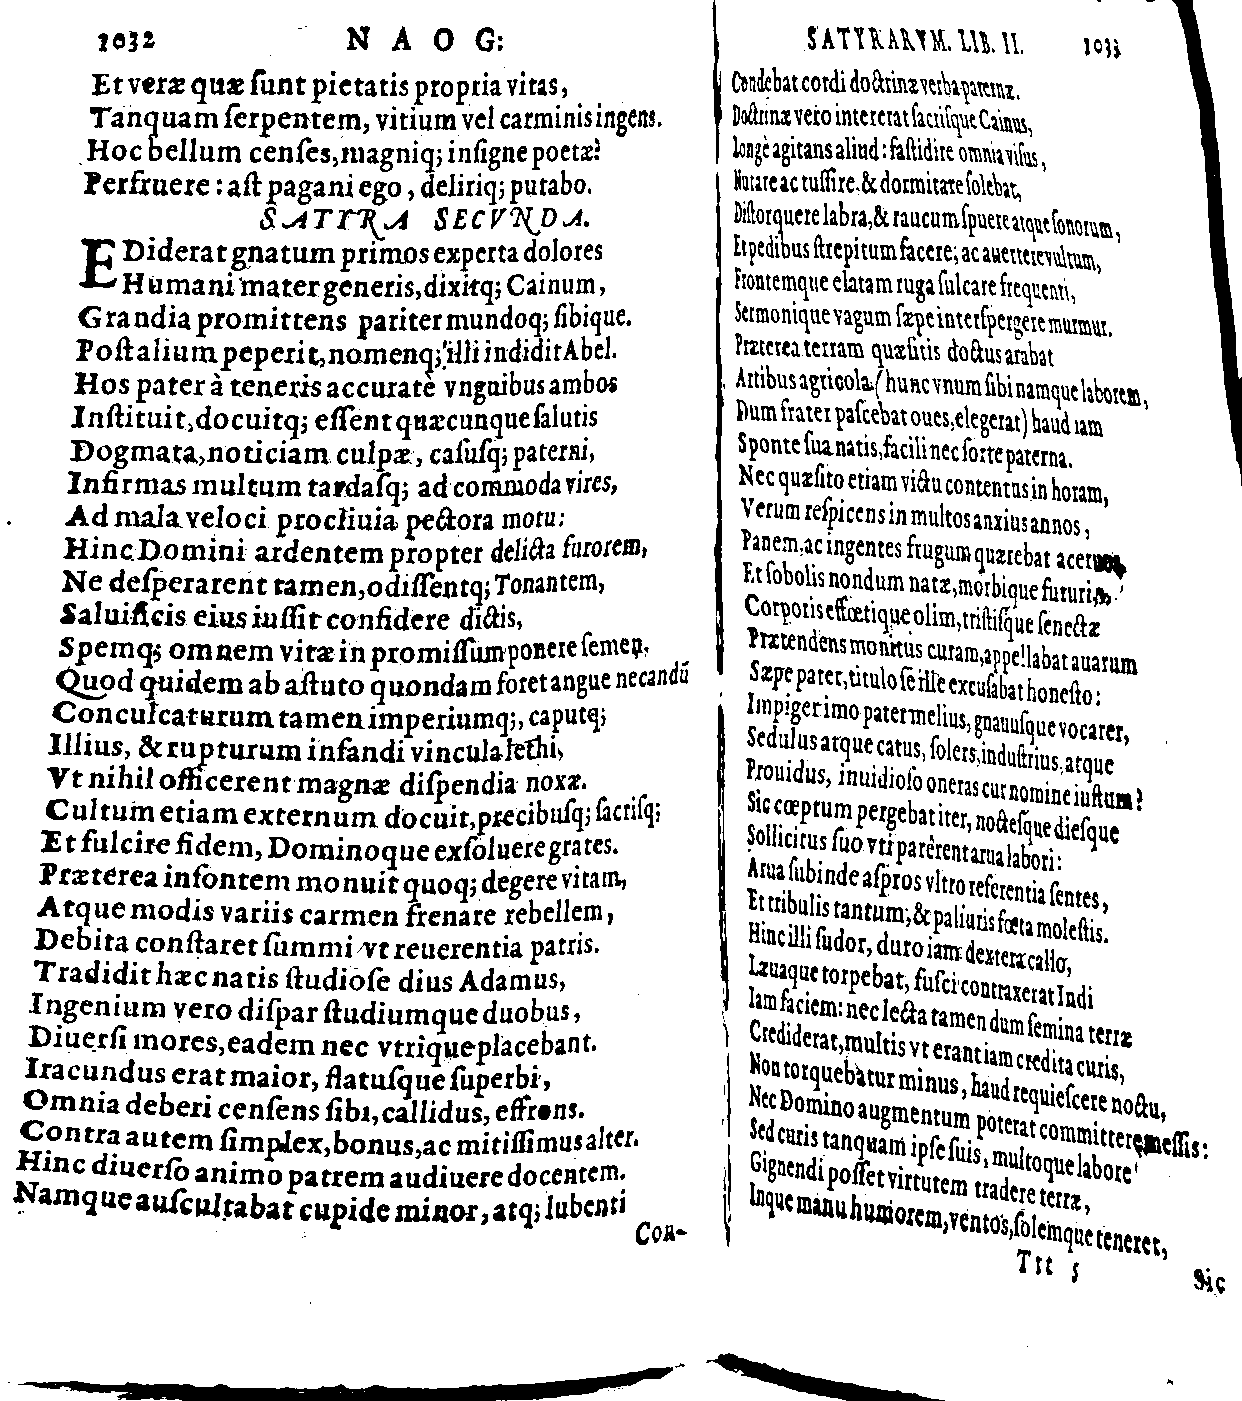 1032 NAOG:
Et veræ quæ ſunt pietatis propria vitas,
Tanquam ſerpentem, vitium vel carminis ingens.
Hoc bellum cenſes, magniq; inſigne poetæ?
Perfruere: aſt pagani ego, deliriq; putabo.
SATIRA SECVNDA.
EDiderat gnatum primos experta dolores
Humani mater generis, dixitq; Cainum,
Grandia promittens pariter mundoq; ſibique.
Poſt alium peperit, nomenq; illi indidit Abel.
Hos pater à teneris accuratè vnguibus ambos
Inſtituit, docuitq; eſſent quæcunque ſalutis
Dogmata, noticiam culpæ, caſuſq; paterni,
Infirmas multum tardaſq; ad commoda vires,
Ad mala veloci procliuia pectora motu:
Hinc Domini ardentem propter delicta furorem,
Ne deſperarent tamen, odiſſentq; Tonantem,
Saluificis eius iuſſit confidere dictis,
Spemq; omnem vitæ in promiſſum ponere ſemen.
Quod quidem ab aſtuto quondam foret angue necandũ
Conculcaturum tamen imperiumq;, caputq;
Illius, & rupturum infandi vincula lethi,
Vt nihil officerent magnæ diſpendia noxæ.
Cultum etiam externum docuit, precibuſq; ſacriſq;
Et fulcire fidem, Dominoque exſoluere grates.
Præterea inſontem monuit quoq; degere vitam,
Atque modis variis carmen frenare rebellem,
Debita conſtaret ſummi vt reuerentia patris.
Tradidit hæc natis ſtudioſe dius Adamus,
Ingenium vero diſpar ſtudiumque duobus,
Diuerſi mores, eadem nec vtrique placebant.
Iracundus erat maior, flatuſque ſuperbi,
Omnia deberi cenſens ſibi, callidus, effrons.
Contra autem ſimplex, bonus, ac mitiſſimus alter.
Hinc diuerſo animo patrem audiuere docentem.
Namque auſcultabat cupide minor, atq; lubenti
Con-
SATYRARVM. LIB. II. 1033
Condebat cordi doctrinæ verba paternæ.
Doctrinæ vero intererat ſacriſque Cainus,
Longè agitans aliud: faſtidire omnia viſus,
Nutare ac tuſſire, & dormitare ſolebat,
Diſtorquere labra, & raucum ſpuere atque ſonorum,
Et pedibus ſtrepitum facere; ac auertere vultum,
Frontemque elatam ruga ſulcare frequenti,
Sermonique vagum ſæpe interſpergere murmur.
Præterea terram quæſitis doctus arabat
Artibus agricola (hunc vnum ſibi namque laborem,
Dum frater paſcebat oues, elegerat) haud iam
Sponte ſua natis, facili nec ſorte paterna.
Nec quæſito etiam victu contentus in horam,
Verum reſpiciens in multos anxius annos,
Panem, ac ingentes frugum quærebat aceruos
Et ſobolis nondum natæ, morbique futuri,
Corporis effœtique olim, triſtiſque ſenectæ
Prætendens monitus curam, appellabat auarum
Sæpe pater, titulo ſe ille excuſabat honeſto:
Impiger imo pater melius, gnauuſque vocarer,
Sedulus atque catus, ſolers, induſtrius, atque
Prouidus, inuidioſo oneras cur nomine iuſtum?
Sic cœptum pergebat iter, nocteſque dieſque
Sollicitus ſuo vti parêrent arua labori:
Arua ſubinde aſpros vltro referentia ſentes,
Et tribulis tantum, & paliuris fœta moleſtis.
Hinc illi ſudor, duro iam dextera callo,
Læuaque torpebat, fuſci contraxerat Indi
Iam faciem: nec lecta tamen dum ſemina terræ
Crediderat, multis vt erant iam credita curis,
Non torquebatur minus, haud requieſcere noctu,
Nec Domino augmentum poterat committere meſſis:
Sed curis tanquam ipſe ſuis, multoque labore
Gignendi poſſet virtutem tradere terræ,
Inque manu humorem, ventos, ſolemque teneret,
Ttt 5 Sic